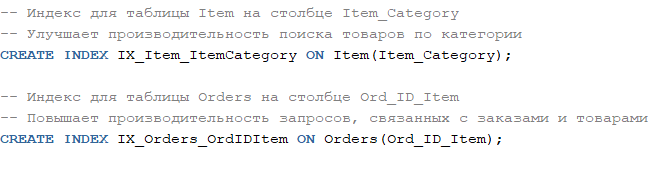 -- Индекс для таблицы Item на столбце Item_Category
-- Улучшает производительность поиска товаров по категории
CREATE INDEX IX_Item_ItemCategory ON Item(Item_Category);
-- Индекс для таблицы Orders на столбце Ord_ID_Item
-- Повышает производительность запросов, связанных с заказами и товарами
CREATE INDEX IX_Orders_OrdIDItem ON Orders(Ord_ID_Item);